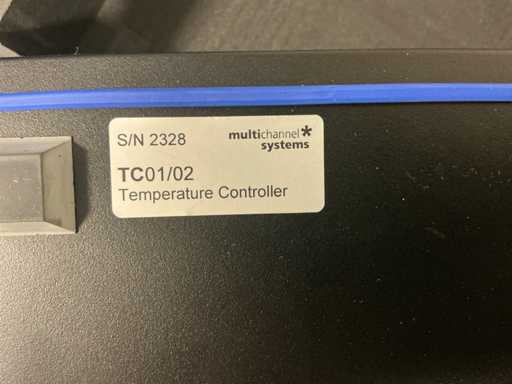 S/N 2328
multichannel*
systems
TC01/02
Temperature Controller